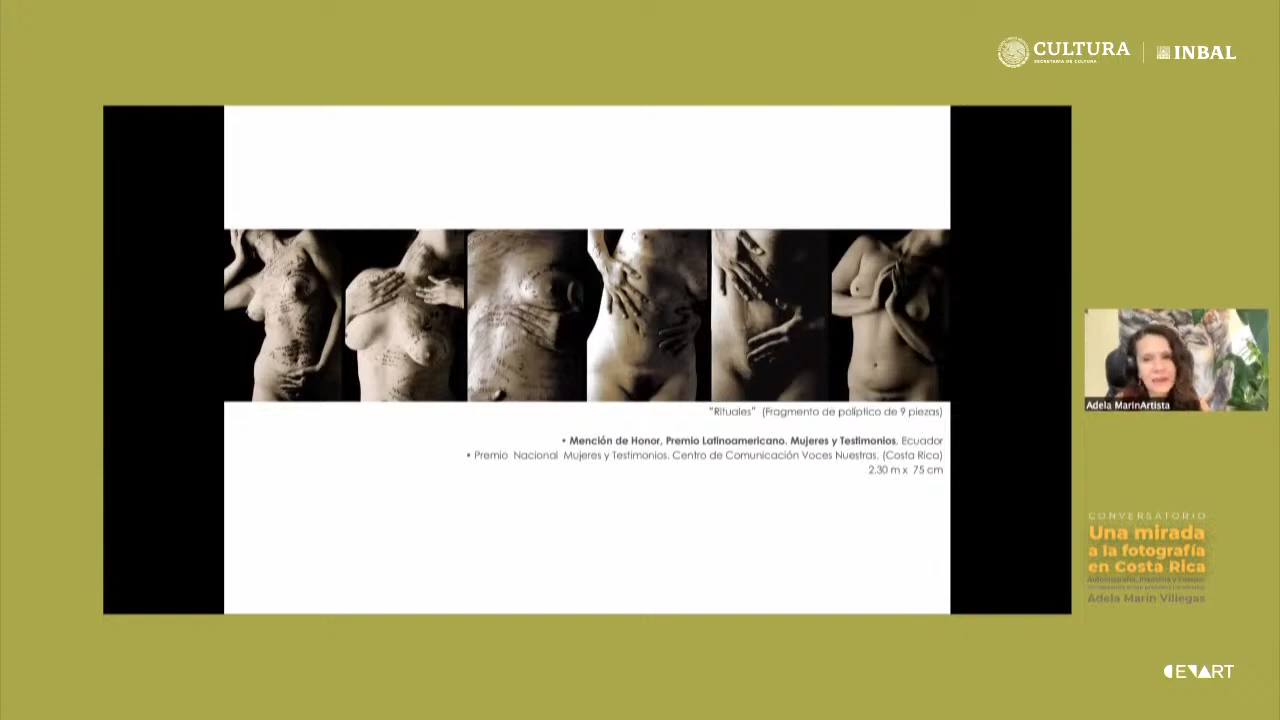 CULTURA
SECRETARÍA DE CULTURA
INBAL
"Rituales" (Fragmento de políptico de 9 piezas)
• Mención de Honor, Premio Latinoamericano. Mujeres y Testimonios, Ecuador
• Premio Nacional Mujeres y Testimonios. Centro de Comunicación Voces Nuestras. (Costa Rica)
2.30 m x 75 cm
Adela MarinArtista
CONVERSATORIO
Una mirada
a la fotografía
en Costa Rica
Adela Marín Villegas
CENART